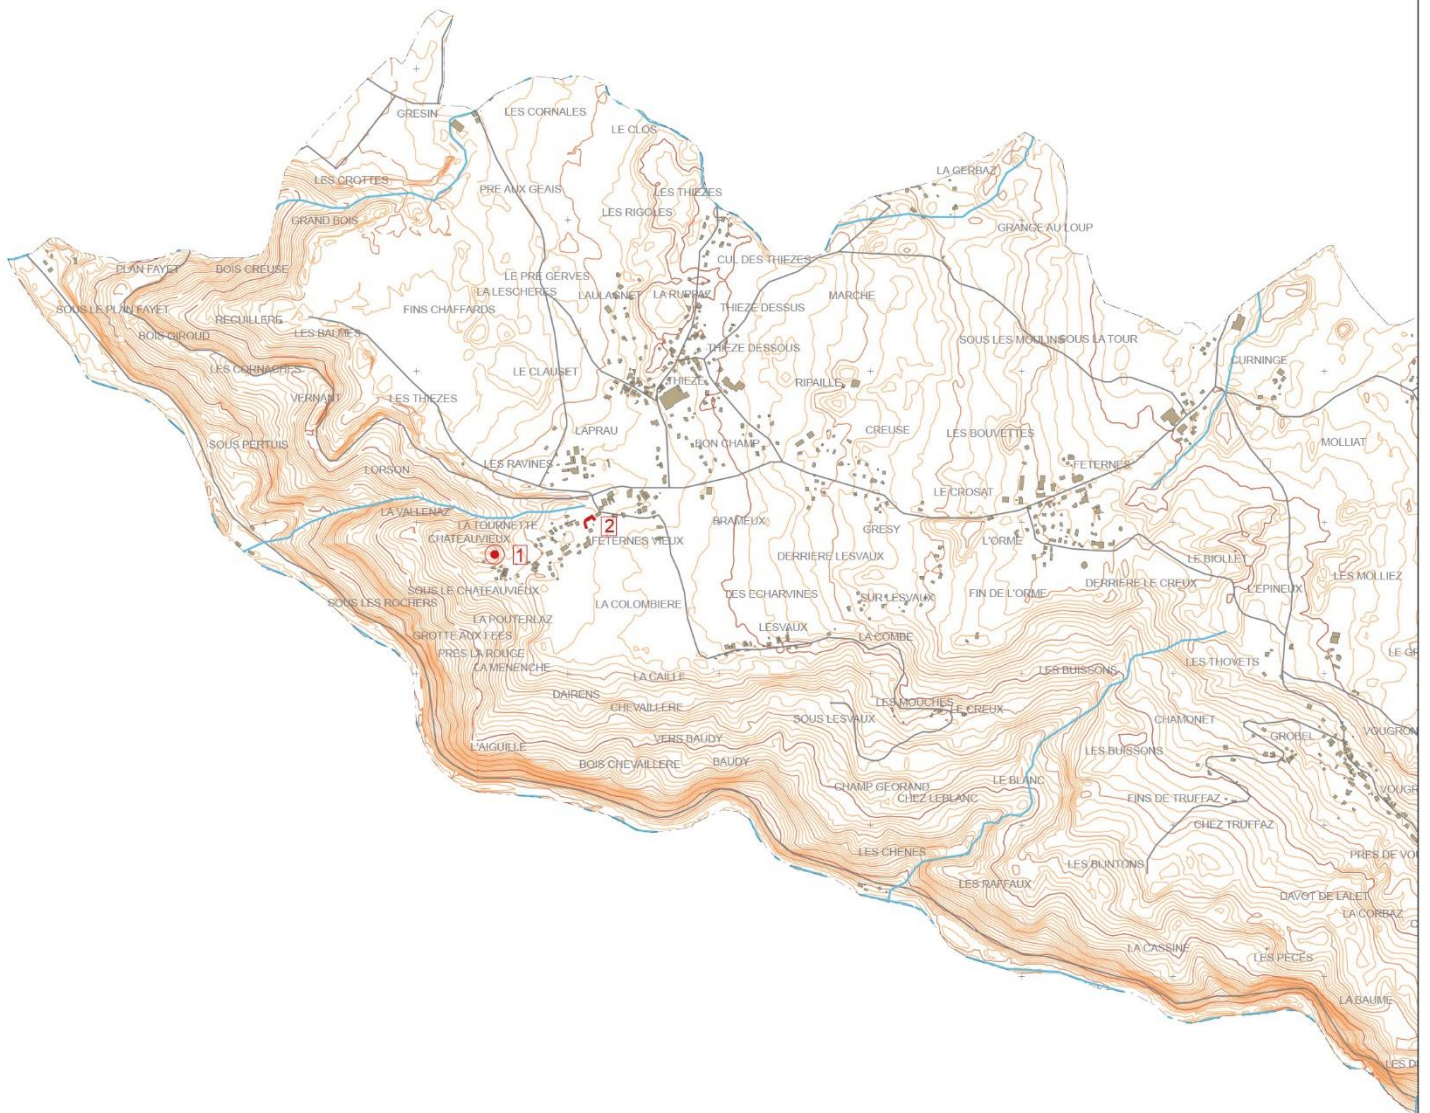 GRESIN
LES CORNALES
LE CLOS
LES CROTTES
PRE AUX GEAIS
LES THIEZES
LA GERBAZ
GRAND BOIS
LES RIGOLES
GRANGE AU LOUP
PLAN FAYET
BOIS CREUSE
CUL DES THIEZES
LE PRE GERVES
LA LESCHERES
LAULAGNET
LA RUPPAZ
MARCHE
SOUS LE PLAN FAYET
FINS CHAFFARDS
THIEZE DESSUS
RECUILLERE
BOIS GIROUD
LES BALMES
THIEZE DESSOUS
SOUS LES MOULINS
SOUS LA TOUR
CURNINGE
LES CORNACHES
LE CLAUSET
THIEZE
RIPAILLE
VERNANT
LES THIEZES
SOUS PERTUIS
LAPRAU
BON CHAMP
CREUSE
LES BOUVETTES
MOLLIAT
LORSON
LES RAVINES
FETERNES
LE CROSAT
LA VALLENAZ
LA TOURNETTE
CHATEAUVIEUX
2
BRAMEUX
GRESY
FETERNES VIEUX
L'ORME
1
DERRIERE LESVAUX
LE BIOLLET
LES MOLLIEZ
SOUS LE CHATEAUVIEUX
SOUS LES ROCHERS
LA COLOMBIERE
LES ECHARVINES
SUR LESVAUX
FIN DE L'ORME
DERRIERE LE CREUX
L'EPINEUX
LA POUTERLAZ
GROTTE AUX FEES
LESVAUX
LA COMBE
PRES LA ROUGE
LA MENENCHE
LE GR
LA CAILLE
LES BUISSONS
LES THOVETS
DAIRENS
CHEVAILLERE
LES MOUCHES
LE CREUX
SOUS LESVAUX
CHAMONET
VOUGRON
L'AIGUILLE
VERS BAUDY
GROBEL
BOIS CHEVAILLERE
BAUDY
LES BUISSONS
CHAMP GEORAND
CHEZ LEBLANC
LE BLANC
FINS DE TRUFFAZ
VOUGR
CHEZ TRUFFAZ
LES CHENES
LES BLINTONS
PRES DE VOU
LES RAFFAUX
DAVOT DE LALET
LA CORBAZ
LA CASSINE
LES PECES
LA BAUME
LES D